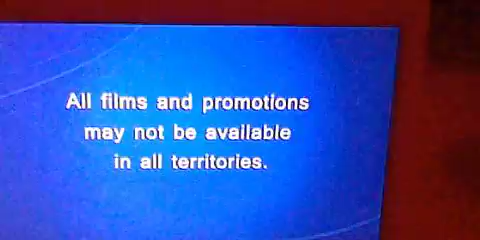 All films and promotions
may not be available
in all territories.